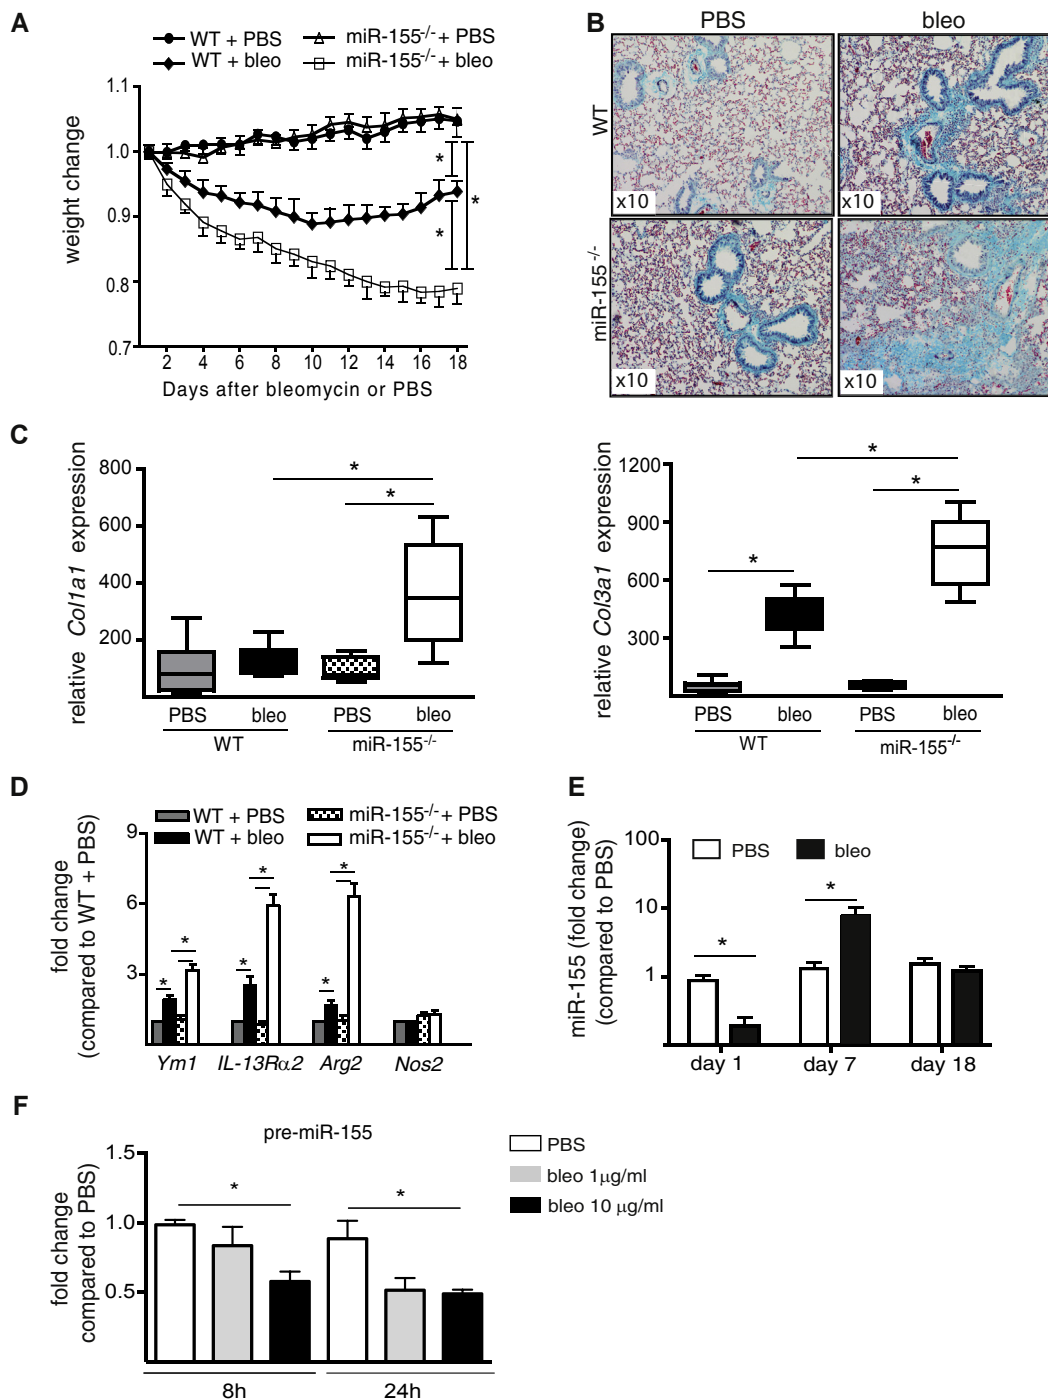 A
WT + PBS
miR-155-/- + PBS
WT + bleo
miR-155-/- + bleo
weight change
1.1
1.0
0.9
0.8
0.7
* * *
2 4 6 8 10 12 14 16 18
Days after bleomycin or PBS
B
PBS bleo
WT
miR-155 -/-
x10 x10
x10 x10
C
relative Col1a1 expression
800
600
400
200
* *
PBS bleo PBS bleo
WT miR-155-/-
relative Col3a1 expression
1200
900
600
300
* * *
PBS bleo PBS bleo
WT miR-155-/-
D
WT + PBS
miR-155-/- + PBS
WT + bleo
miR-155-/- + bleo
fold change
(compared to WT + PBS)
9
6
3
* * * * * *
Ym1 IL-13Rα2 Arg2 Nos2
E
miR-155 (fold change)
(compared to PBS)
100
10
1
PBS bleo
* *
day 1 day 7 day 18
F
pre-miR-155
fold change
compared to PBS)
1.5
1.0
0.5
* *
8h 24h
PBS
bleo 1µg/ml
bleo 10 µg/ml